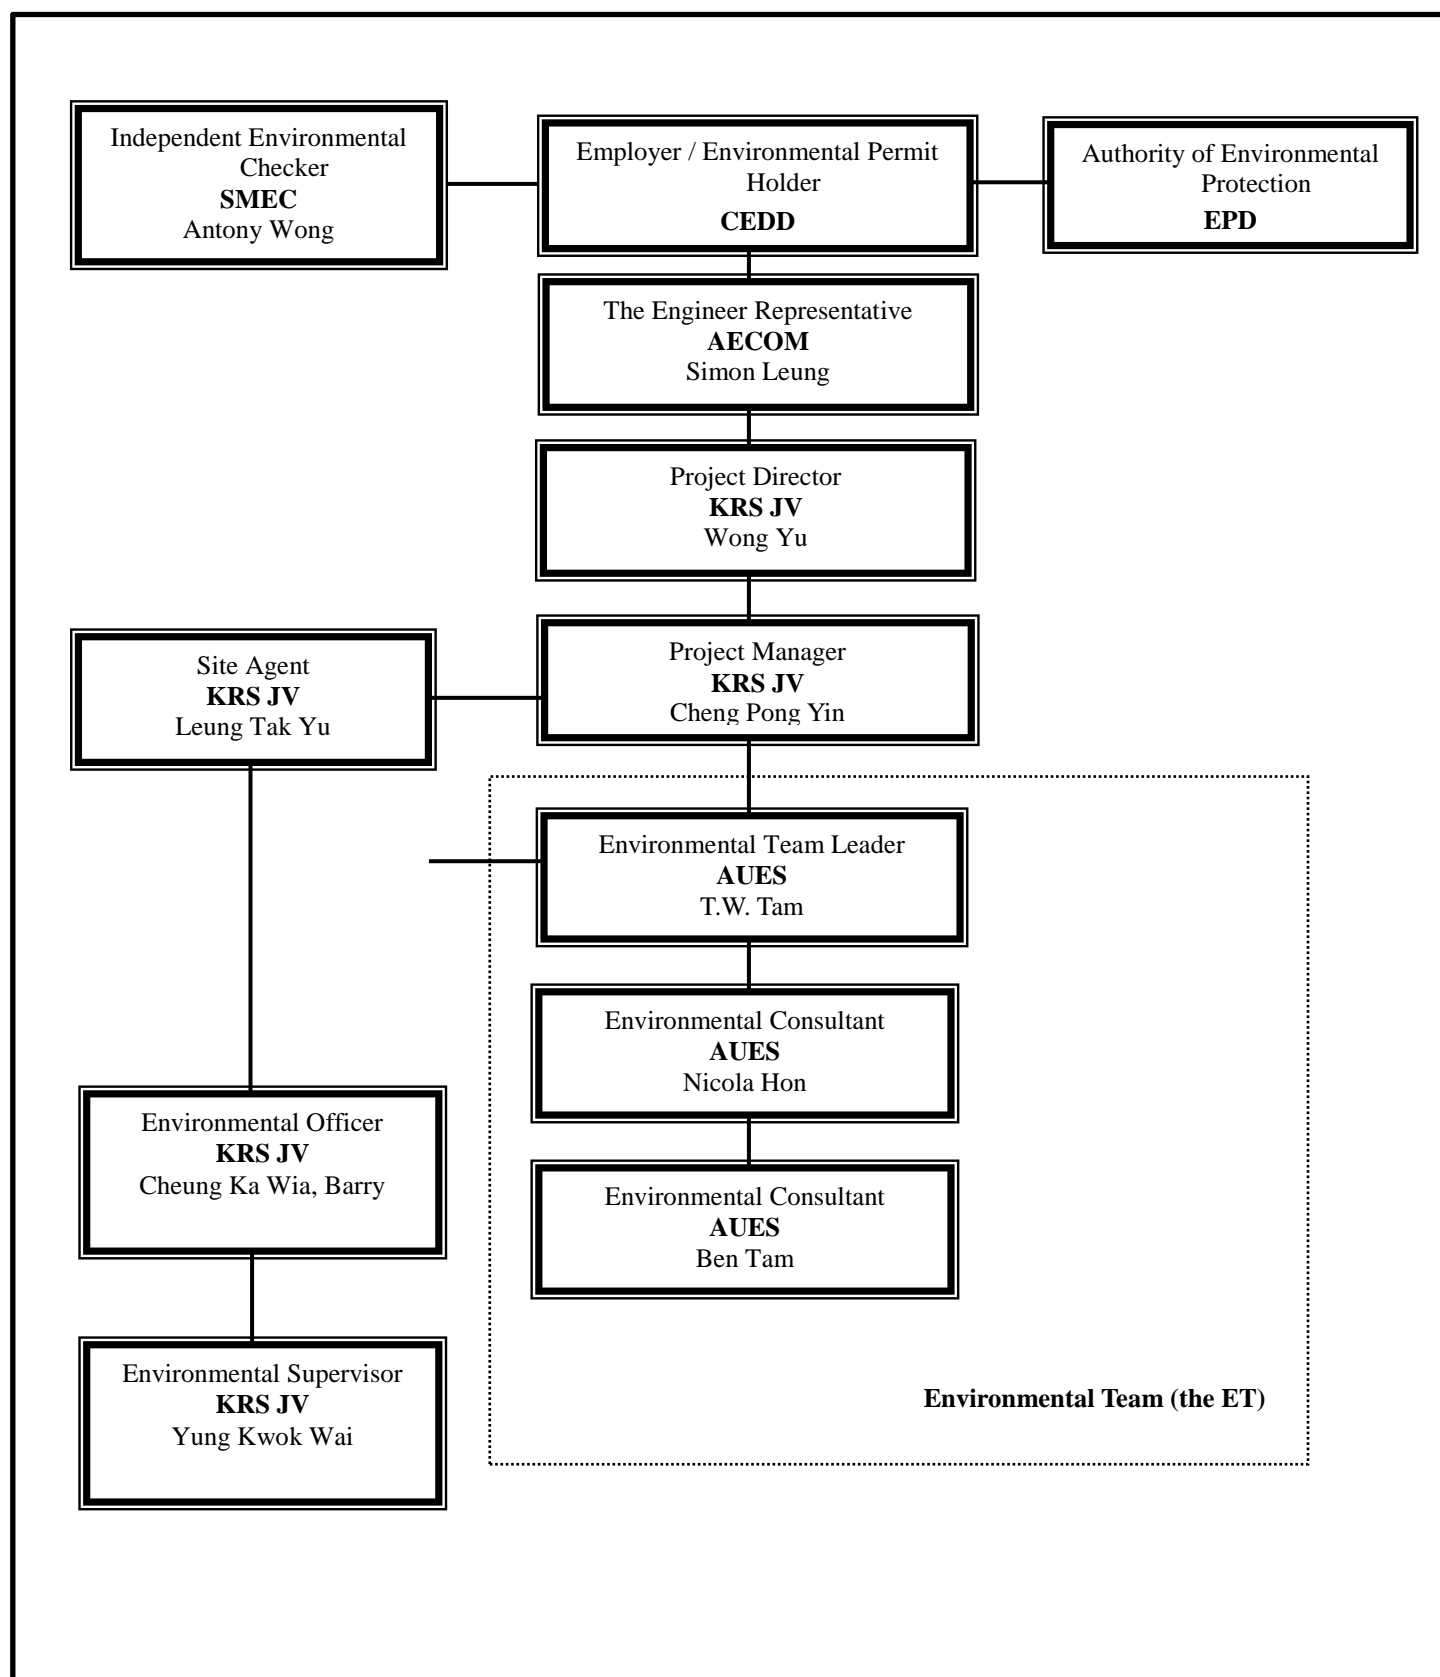 Independent Environmental
Checker
SMEC
Antony Wong
Employer / Environmental Permit
Holder
CEDD
Authority of Environmental
Protection
EPD
The Engineer Representative
AECOM
Simon Leung
Project Director
KRS JV
Wong Yu
Site Agent
KRS JV
Leung Tak Yu
Project Manager
KRS JV
Cheng Pong Yin
Environmental Team Leader
AUES
T.W. Tam
Environmental Consultant
AUES
Nicola Hon
Environmental Officer
KRS JV
Cheung Ka Wia, Barry
Environmental Consultant
AUES
Ben Tam
Environmental Supervisor
KRS JV
Yung Kwok Wai
Environmental Team (the ET)